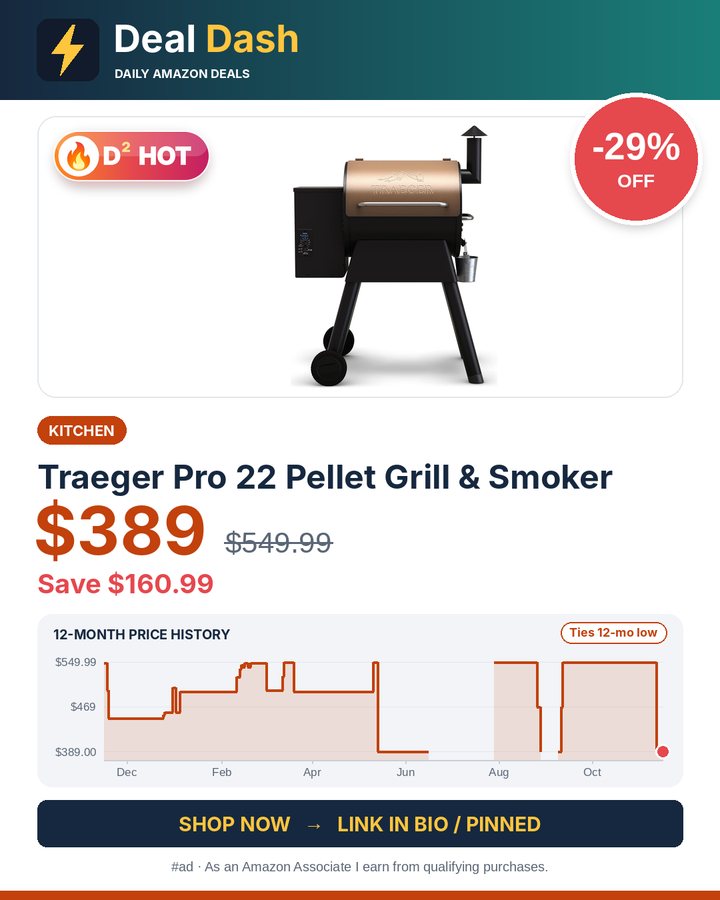 Deal Dash
DAILY AMAZON DEALS
D² HOT
-29%
OFF
TRAEGER
KITCHEN
Traeger Pro 22 Pellet Grill & Smoker
$389 $549.99
Save $160.99
12-MONTH PRICE HISTORY
Ties 12-mo low
$549.99
$469
$389.00
Dec Feb Apr Jun Aug Oct
SHOP NOW → LINK IN BIO / PINNED
#ad · As an Amazon Associate I earn from qualifying purchases.